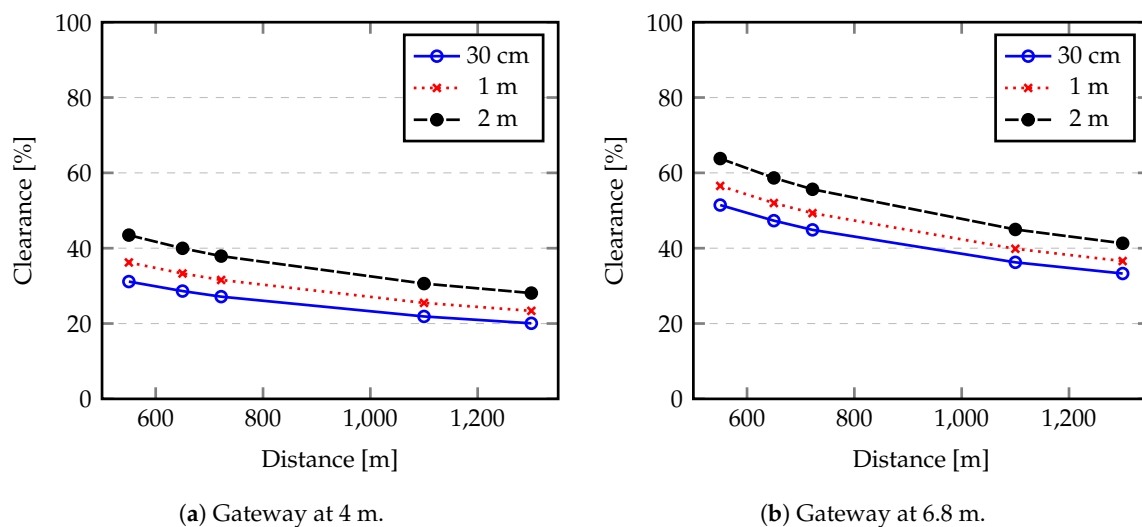 100
80
60
40
20
0
600
800
1,000
1,200
Clearance [%]
Distance [m]
30 cm
1 m
2 m
(a) Gateway at 4 m.
100
80
60
40
20
0
600
800
1,000
1,200
Clearance [%]
Distance [m]
30 cm
1 m
2 m
(b) Gateway at 6.8 m.